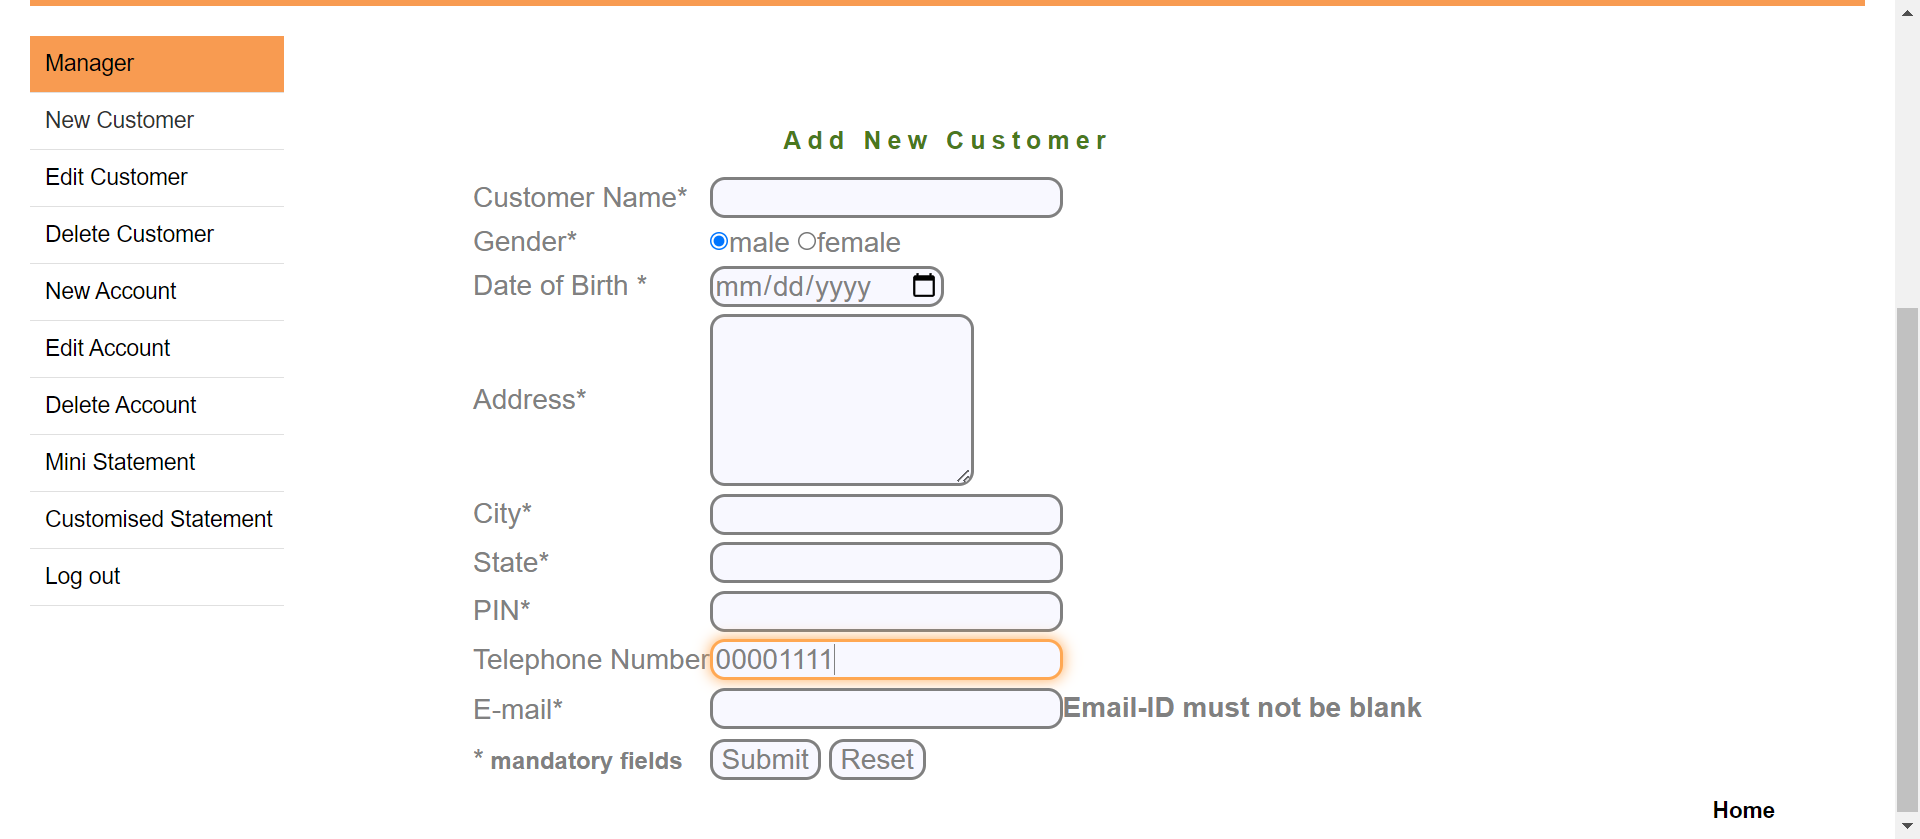 Manager
New Customer
Edit Customer
Delete Customer
New Account
Edit Account
Delete Account
Mini Statement
Customised Statement
Log out
Add New Customer
Customer Name*
Gender* male female
Date of Birth * mm/dd/yyyy
Address*
City*
State*
PIN*
Telephone Number 00001111
E-mail* Email-ID must not be blank
* mandatory fields Submit Reset
Home